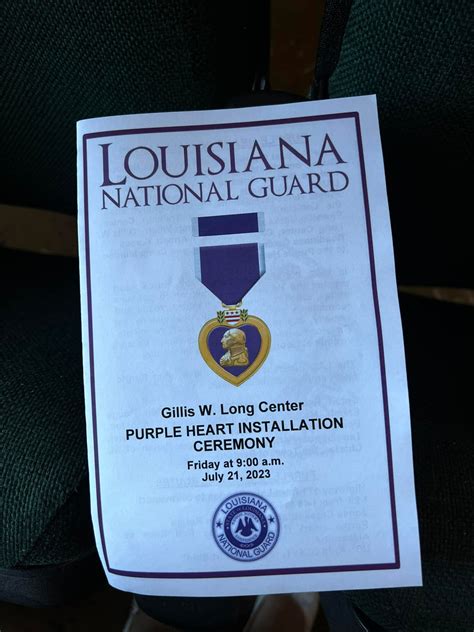 LOUISIANA
NATIONAL GUARD
Gillis W. Long Center
PURPLE HEART INSTALLATION
CEREMONY
Friday at 9:00 a.m.
July 21, 2023
LOUISIANA
NATIONAL GUARD